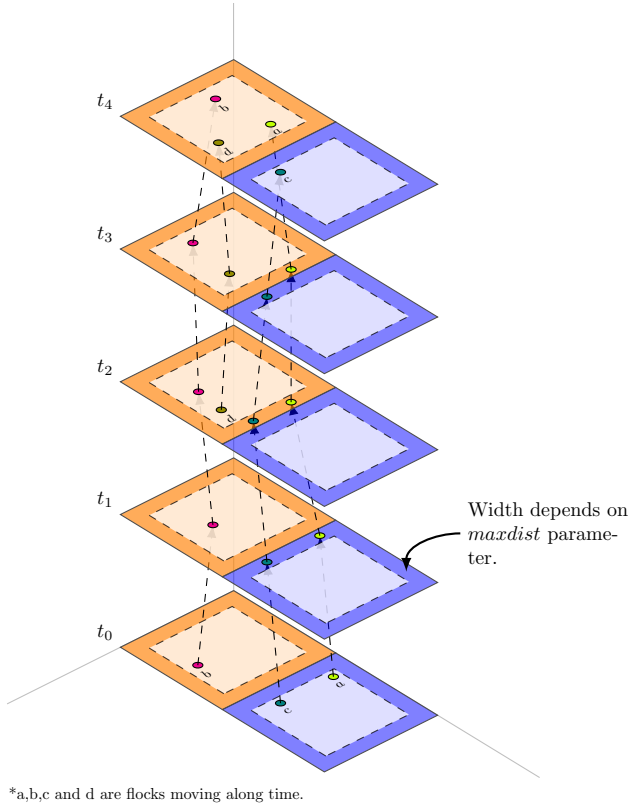 t4
b
a
d
c
t3
t2
d
t1
Width depends on
maxdist parame-
ter.
t0
b
a
c
*a,b,c and d are flocks moving along time.